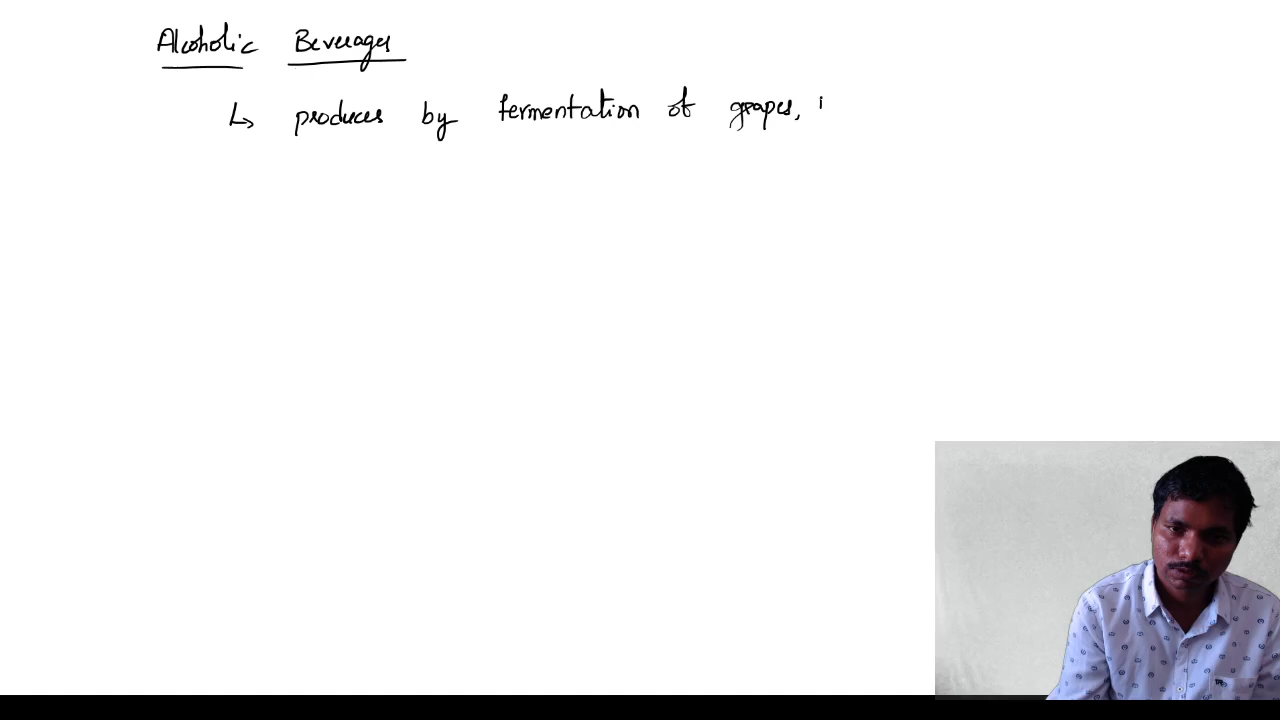 Alcoholic Beverages
↳ produces by fermentation of grapes,